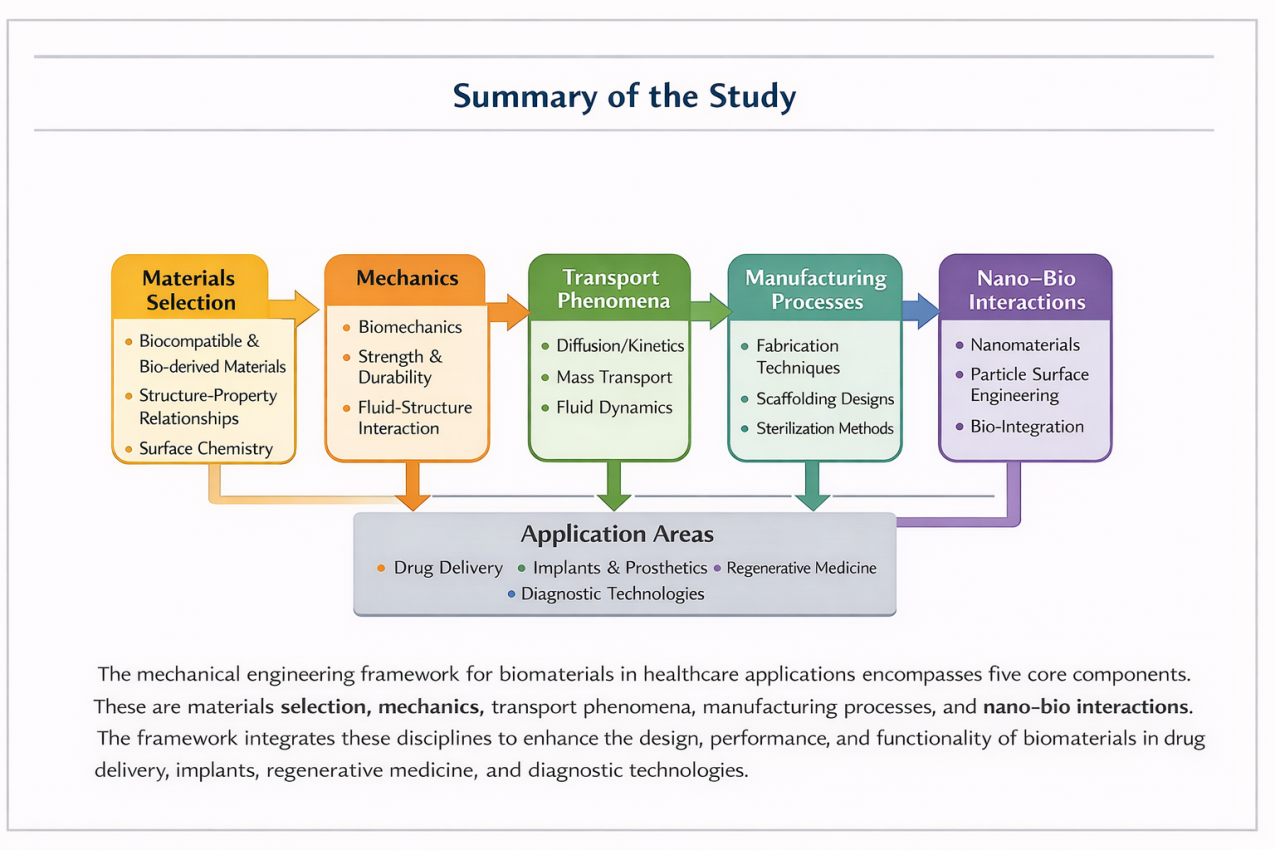 Summary of the Study
Materials
Selection
• Biocompatible &
Bio-derived Materials
• Structure-Property
Relationships
• Surface Chemistry
Mechanics
• Biomechanics
• Strength &
Durability
• Fluid-Structure
Interaction
Transport
Phenomena
• Diffusion/Kinetics
• Mass Transport
• Fluid Dynamics
Manufacturing
Processes
• Fabrication
Techniques
• Scaffolding Designs
• Sterilization Methods
Nano–Bio
Interactions
• Nanomaterials
• Particle Surface
Engineering
• Bio-Integration
Application Areas
• Drug Delivery • Implants & Prosthetics • Regenerative Medicine
• Diagnostic Technologies
The mechanical engineering framework for biomaterials in healthcare applications encompasses five core components.
These are materials selection, mechanics, transport phenomena, manufacturing processes, and nano–bio interactions.
The framework integrates these disciplines to enhance the design, performance, and functionality of biomaterials in drug
delivery, implants, regenerative medicine, and diagnostic technologies.